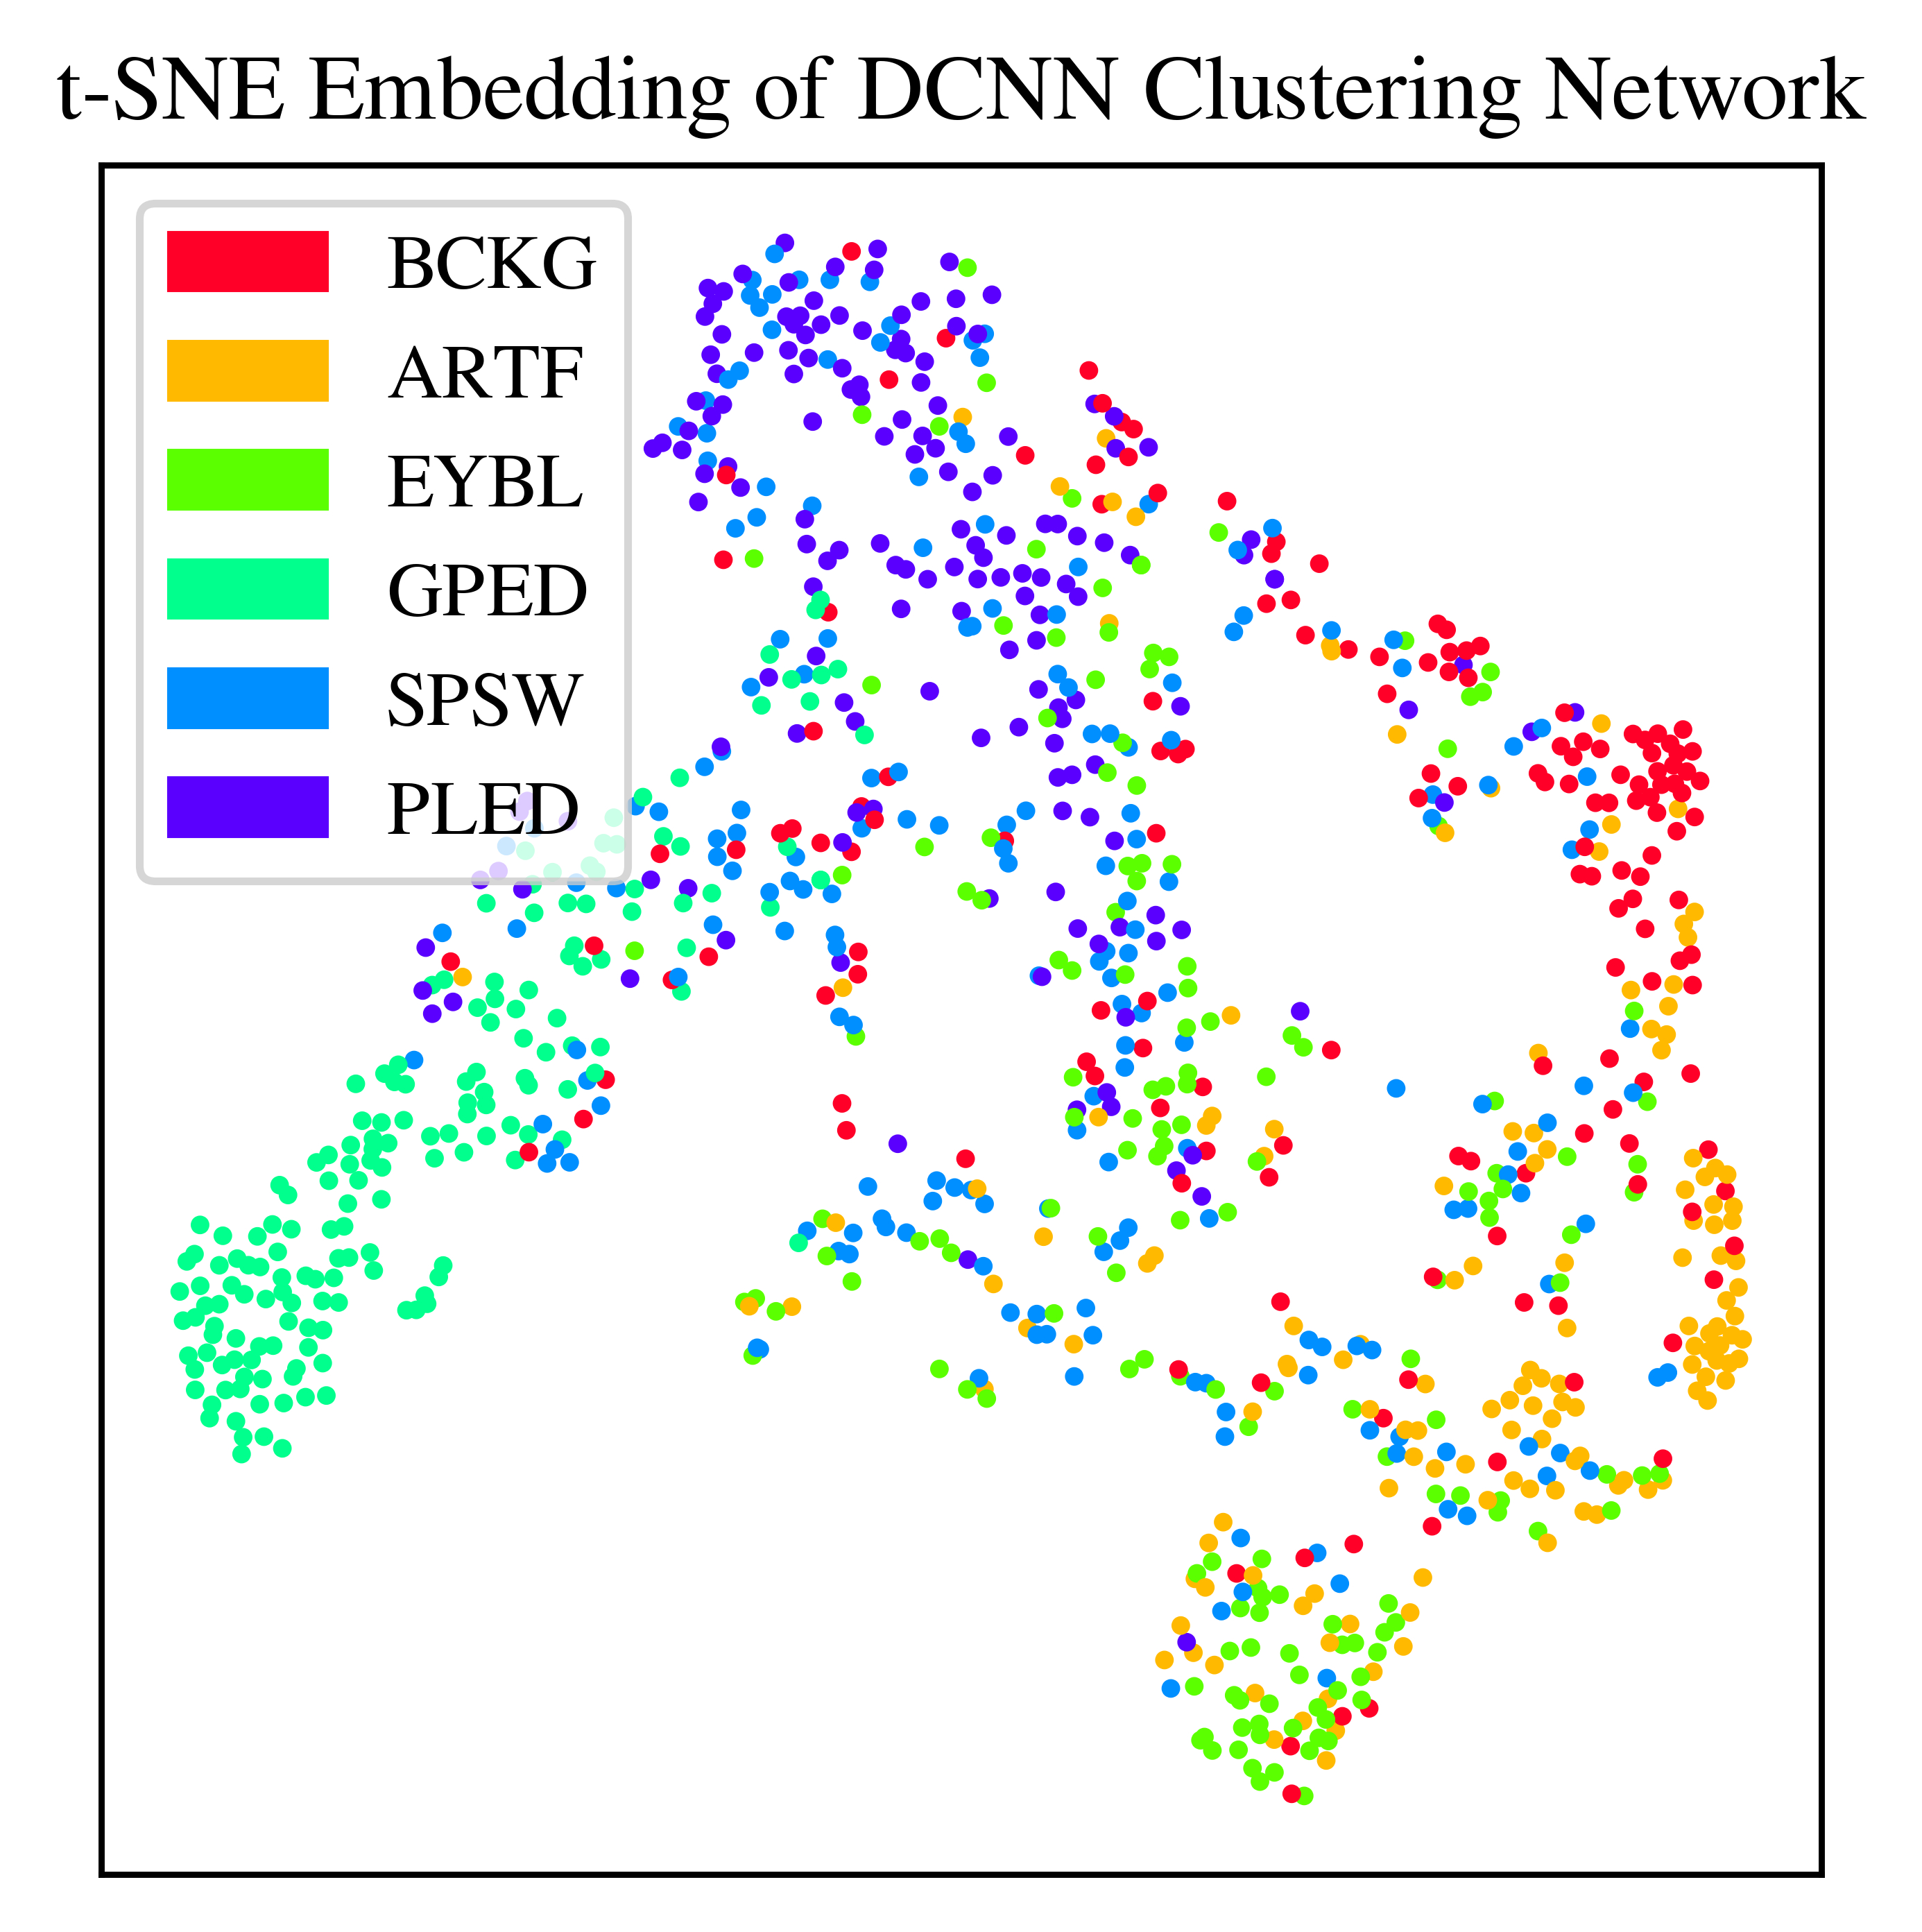 t-SNE Embedding of DCNN Clustering Network
BCKG
ARTF
EYBL
GPED
SPSW
PLED